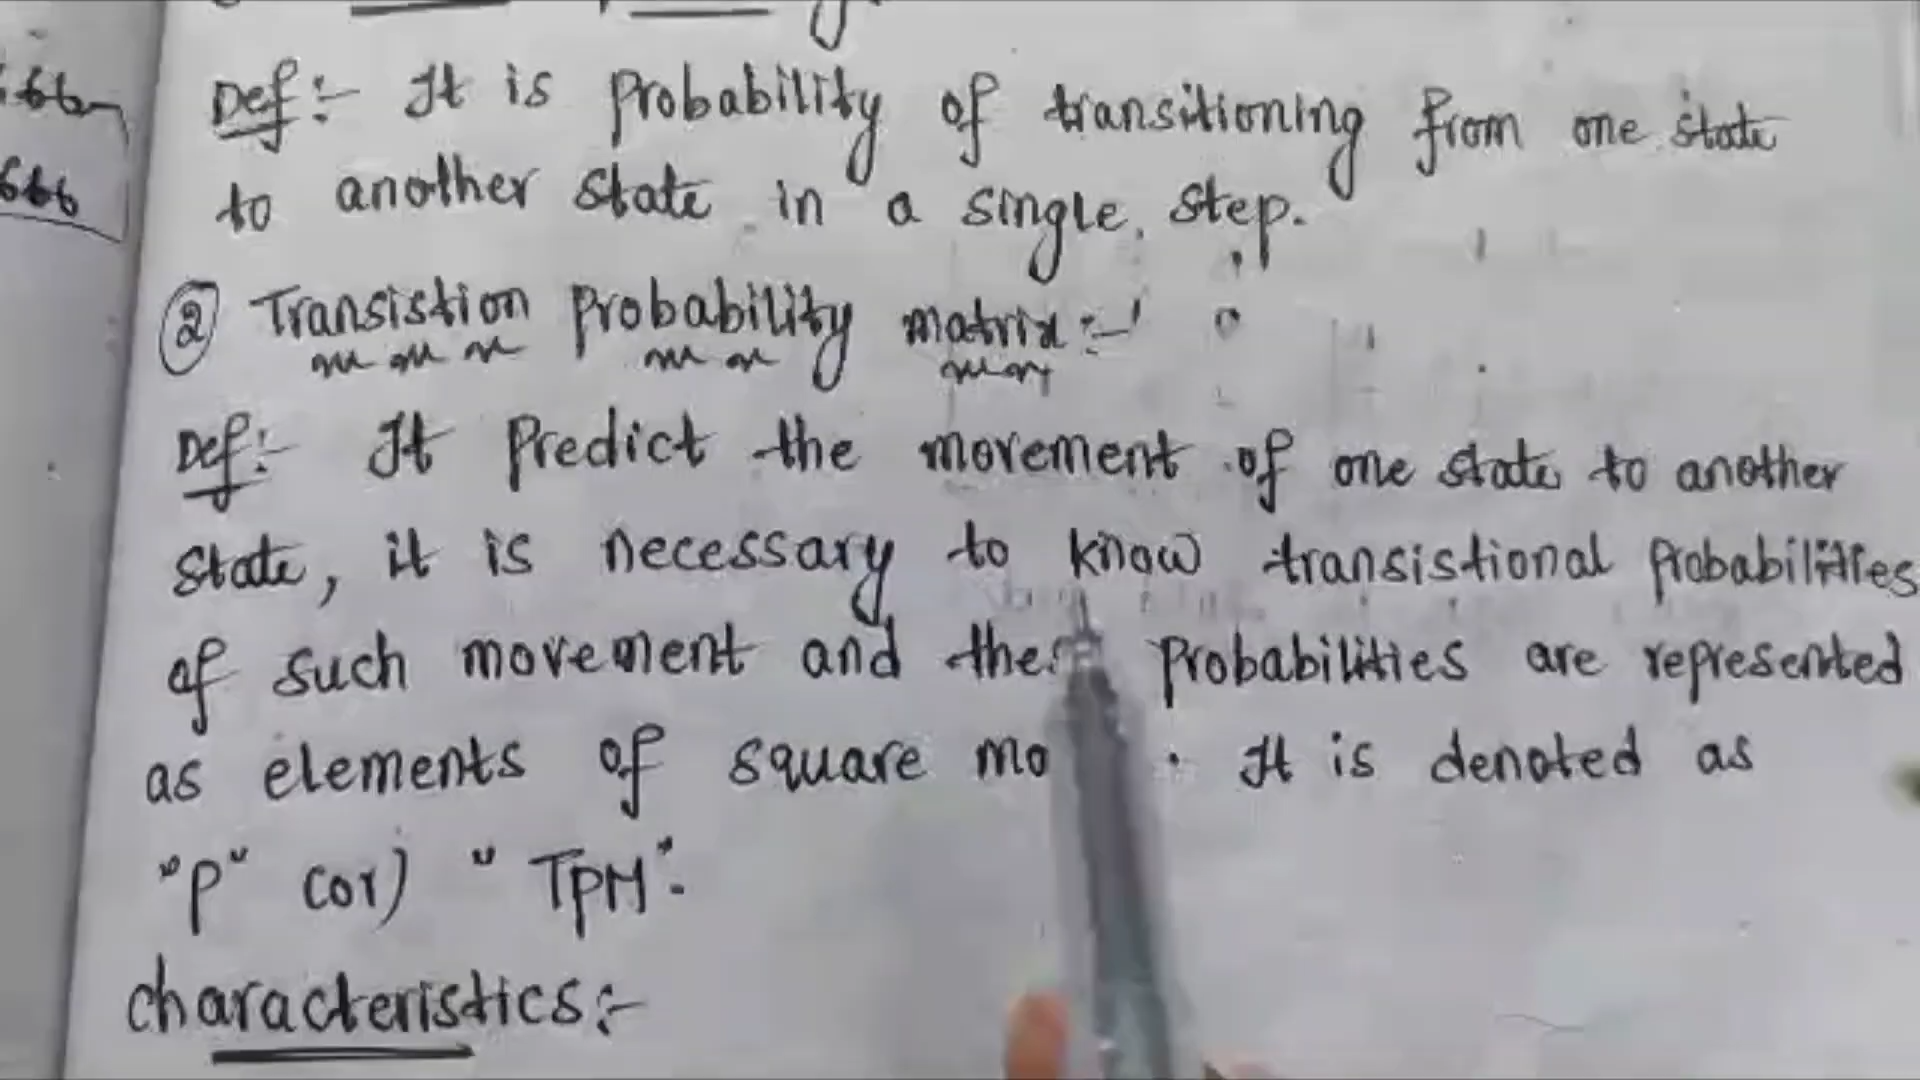 Def:- It is probability of transitioning from one state
to another state in a single step.
② Transistion probability matrix:-
Def:- It predict the movement of one state to another
state, it is necessary to know transistional probabilities
of such movement and probabilities are represented
as elements of square . It is denoted as
"P" (or) "TPM".
characteristics:-